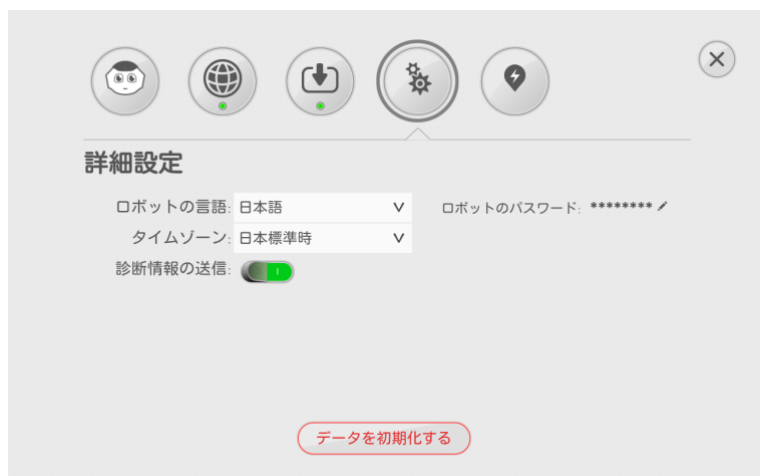 詳細設定
ロボットの言語: 日本語 ロボットのパスワード: ********
タイムゾーン: 日本標準時
診断情報の送信:
データを初期化する